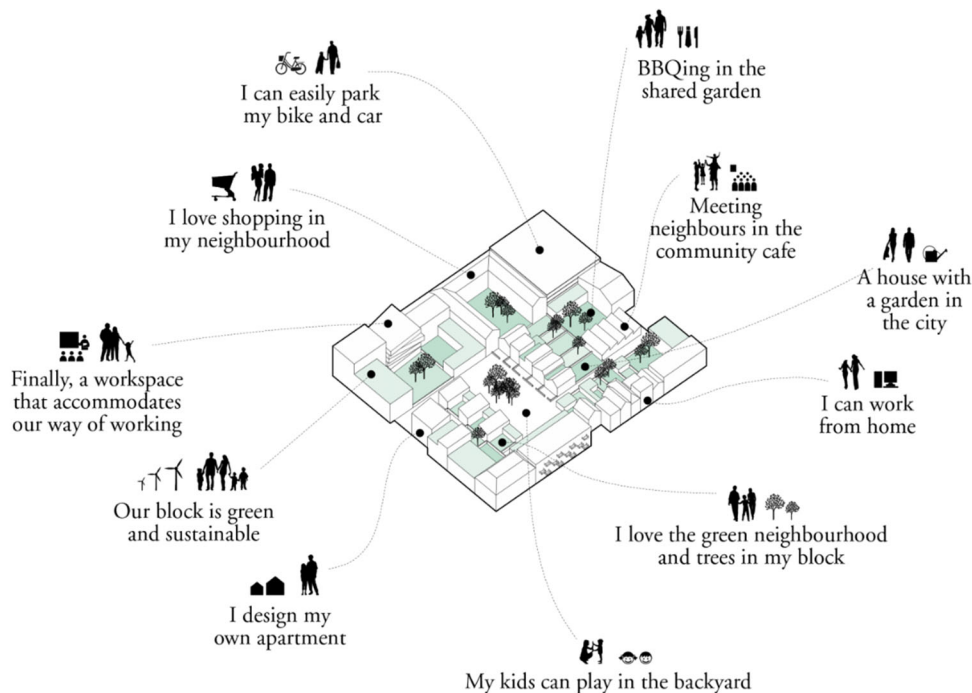 BBQing in the
shared garden
I can easily park
my bike and car
I love shopping in
my neighbourhood
Meeting
neighbours in the
community cafe
A house with
a garden in
the city
Finally, a workspace
that accommodates
our way of working
I can work
from home
Our block is green
and sustainable
I love the green neighbourhood
and trees in my block
I design my
own apartment
My kids can play in the backyard